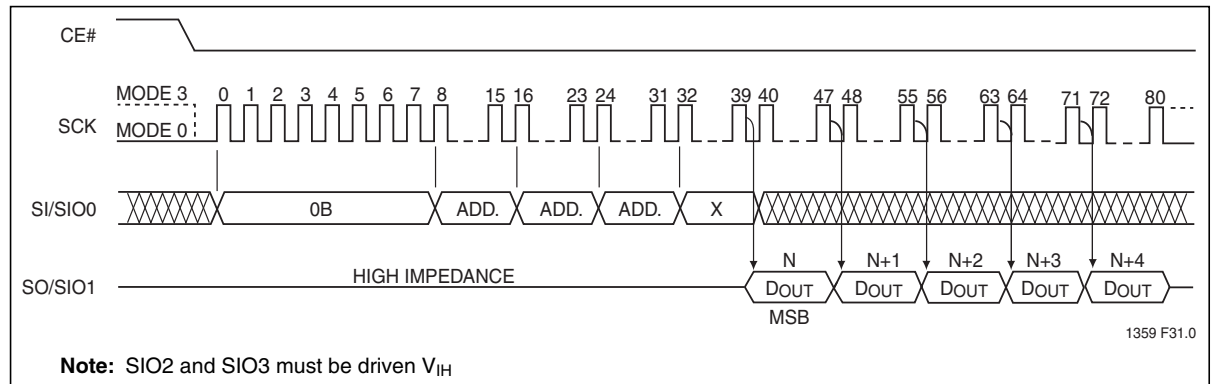 CE#
MODE 3 0 1 2 3 4 5 6 7 8 15 16 23 24 31 32 39 40 47 48 55 56 63 64 71 72 80
SCK MODE 0
SI/SIO0 0B ADD. ADD. ADD. X
N N+1 N+2 N+3 N+4
SO/SIO1 HIGH IMPEDANCE DOUT DOUT DOUT DOUT DOUT
MSB
1359 F31.0
Note: SIO2 and SIO3 must be driven VIH